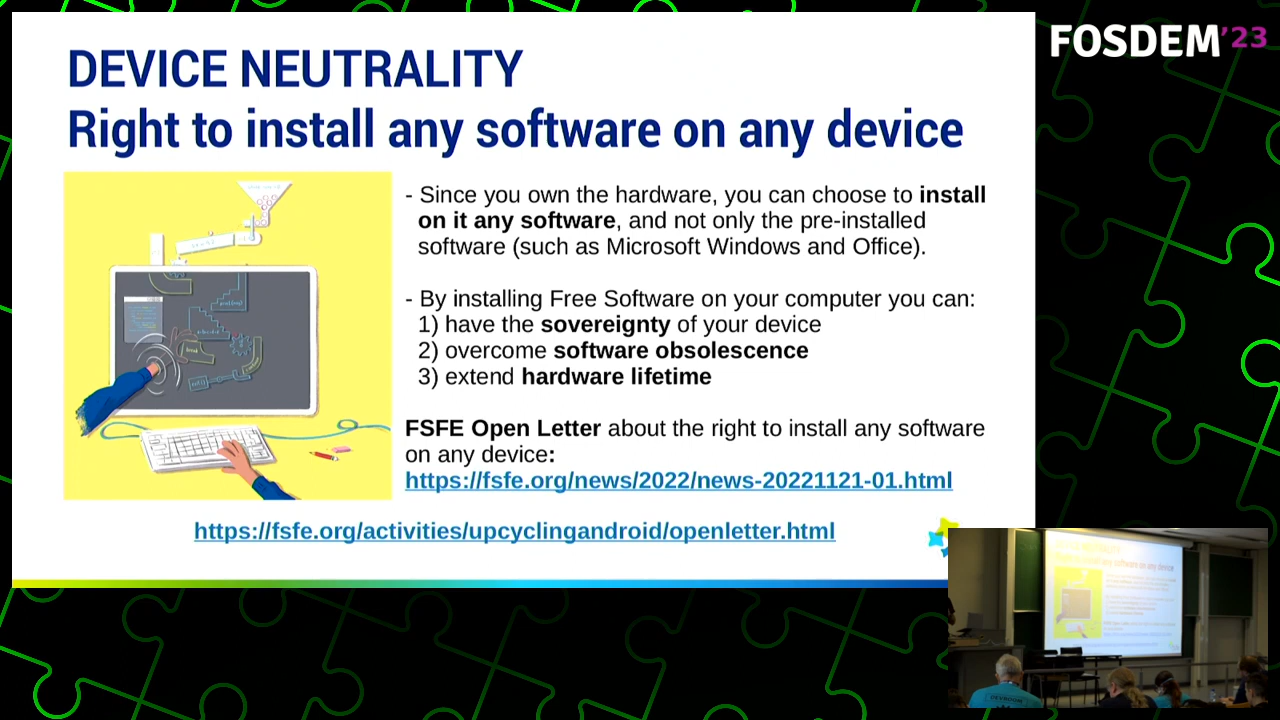 FOSDEM'23
DEVICE NEUTRALITY
Right to install any software on any device
- Since you own the hardware, you can choose to install
on it any software, and not only the pre-installed
software (such as Microsoft Windows and Office).
- By installing Free Software on your computer you can:
1) have the sovereignty of your device
2) overcome software obsolescence
3) extend hardware lifetime
FSFE Open Letter about the right to install any software
on any device:
https://fsfe.org/news/2022/news-20221121-01.html
https://fsfe.org/activities/upcyclingandroid/openletter.html